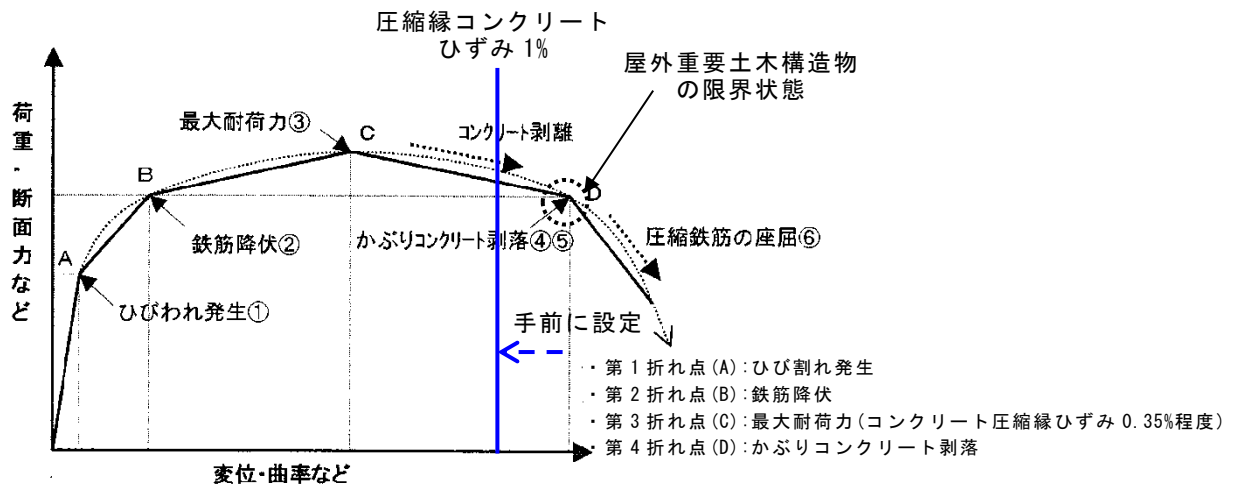 圧縮縁コンクリート
ひずみ 1%
屋外重要土木構造物
の限界状態
荷重・断面力など
最大耐荷力③
C
コンクリート剥離
B
D
鉄筋降伏②
かぶりコンクリート剥落④⑤
圧縮鉄筋の座屈⑥
A
ひびわれ発生①
手前に設定
・第1折れ点(A):ひび割れ発生
・第2折れ点(B):鉄筋降伏
・第3折れ点(C):最大耐荷力(コンクリート圧縮縁ひずみ 0.35%程度)
・第4折れ点(D):かぶりコンクリート剥落
変位・曲率など